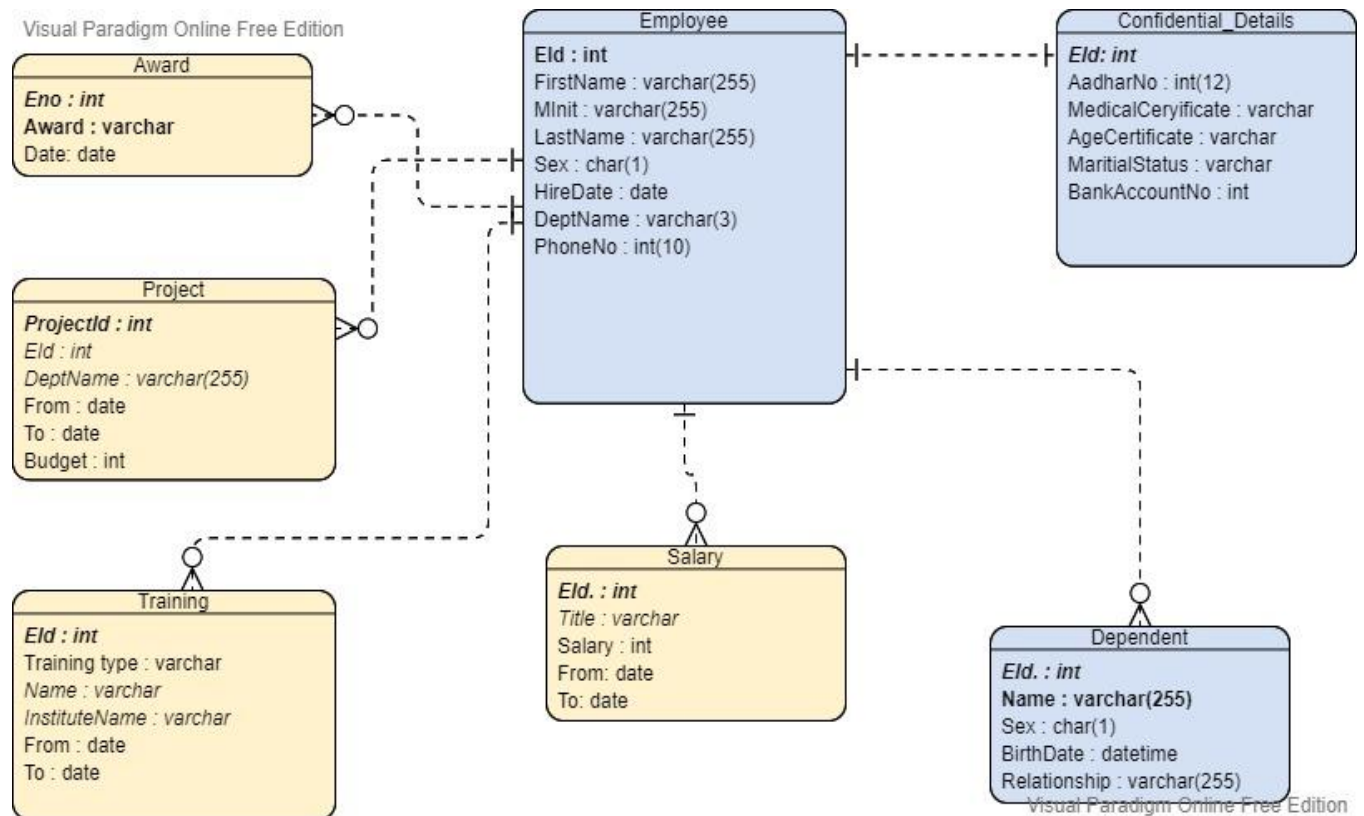 Visual Paradigm Online Free Edition
Award
Eno : int
Award : varchar
Date: date
Project
ProjectId : int
EId : int
DeptName : varchar(255)
From : date
To : date
Budget : int
Training
EId : int
Training type : varchar
Name : varchar
InstituteName : varchar
From : date
To : date
Employee
EId : int
FirstName : varchar(255)
MInit : varchar(255)
LastName : varchar(255)
Sex : char(1)
HireDate : date
DeptName : varchar(3)
PhoneNo : int(10)
Salary
EId. : int
Title : varchar
Salary : int
From: date
To: date
Confidential_Details
EId: int
AadharNo : int(12)
MedicalCeryificate : varchar
AgeCertificate : varchar
MaritialStatus : varchar
BankAccountNo : int
Dependent
EId. : int
Name : varchar(255)
Sex : char(1)
BirthDate : datetime
Relationship : varchar(255)
Visual Paradigm Online Free Edition